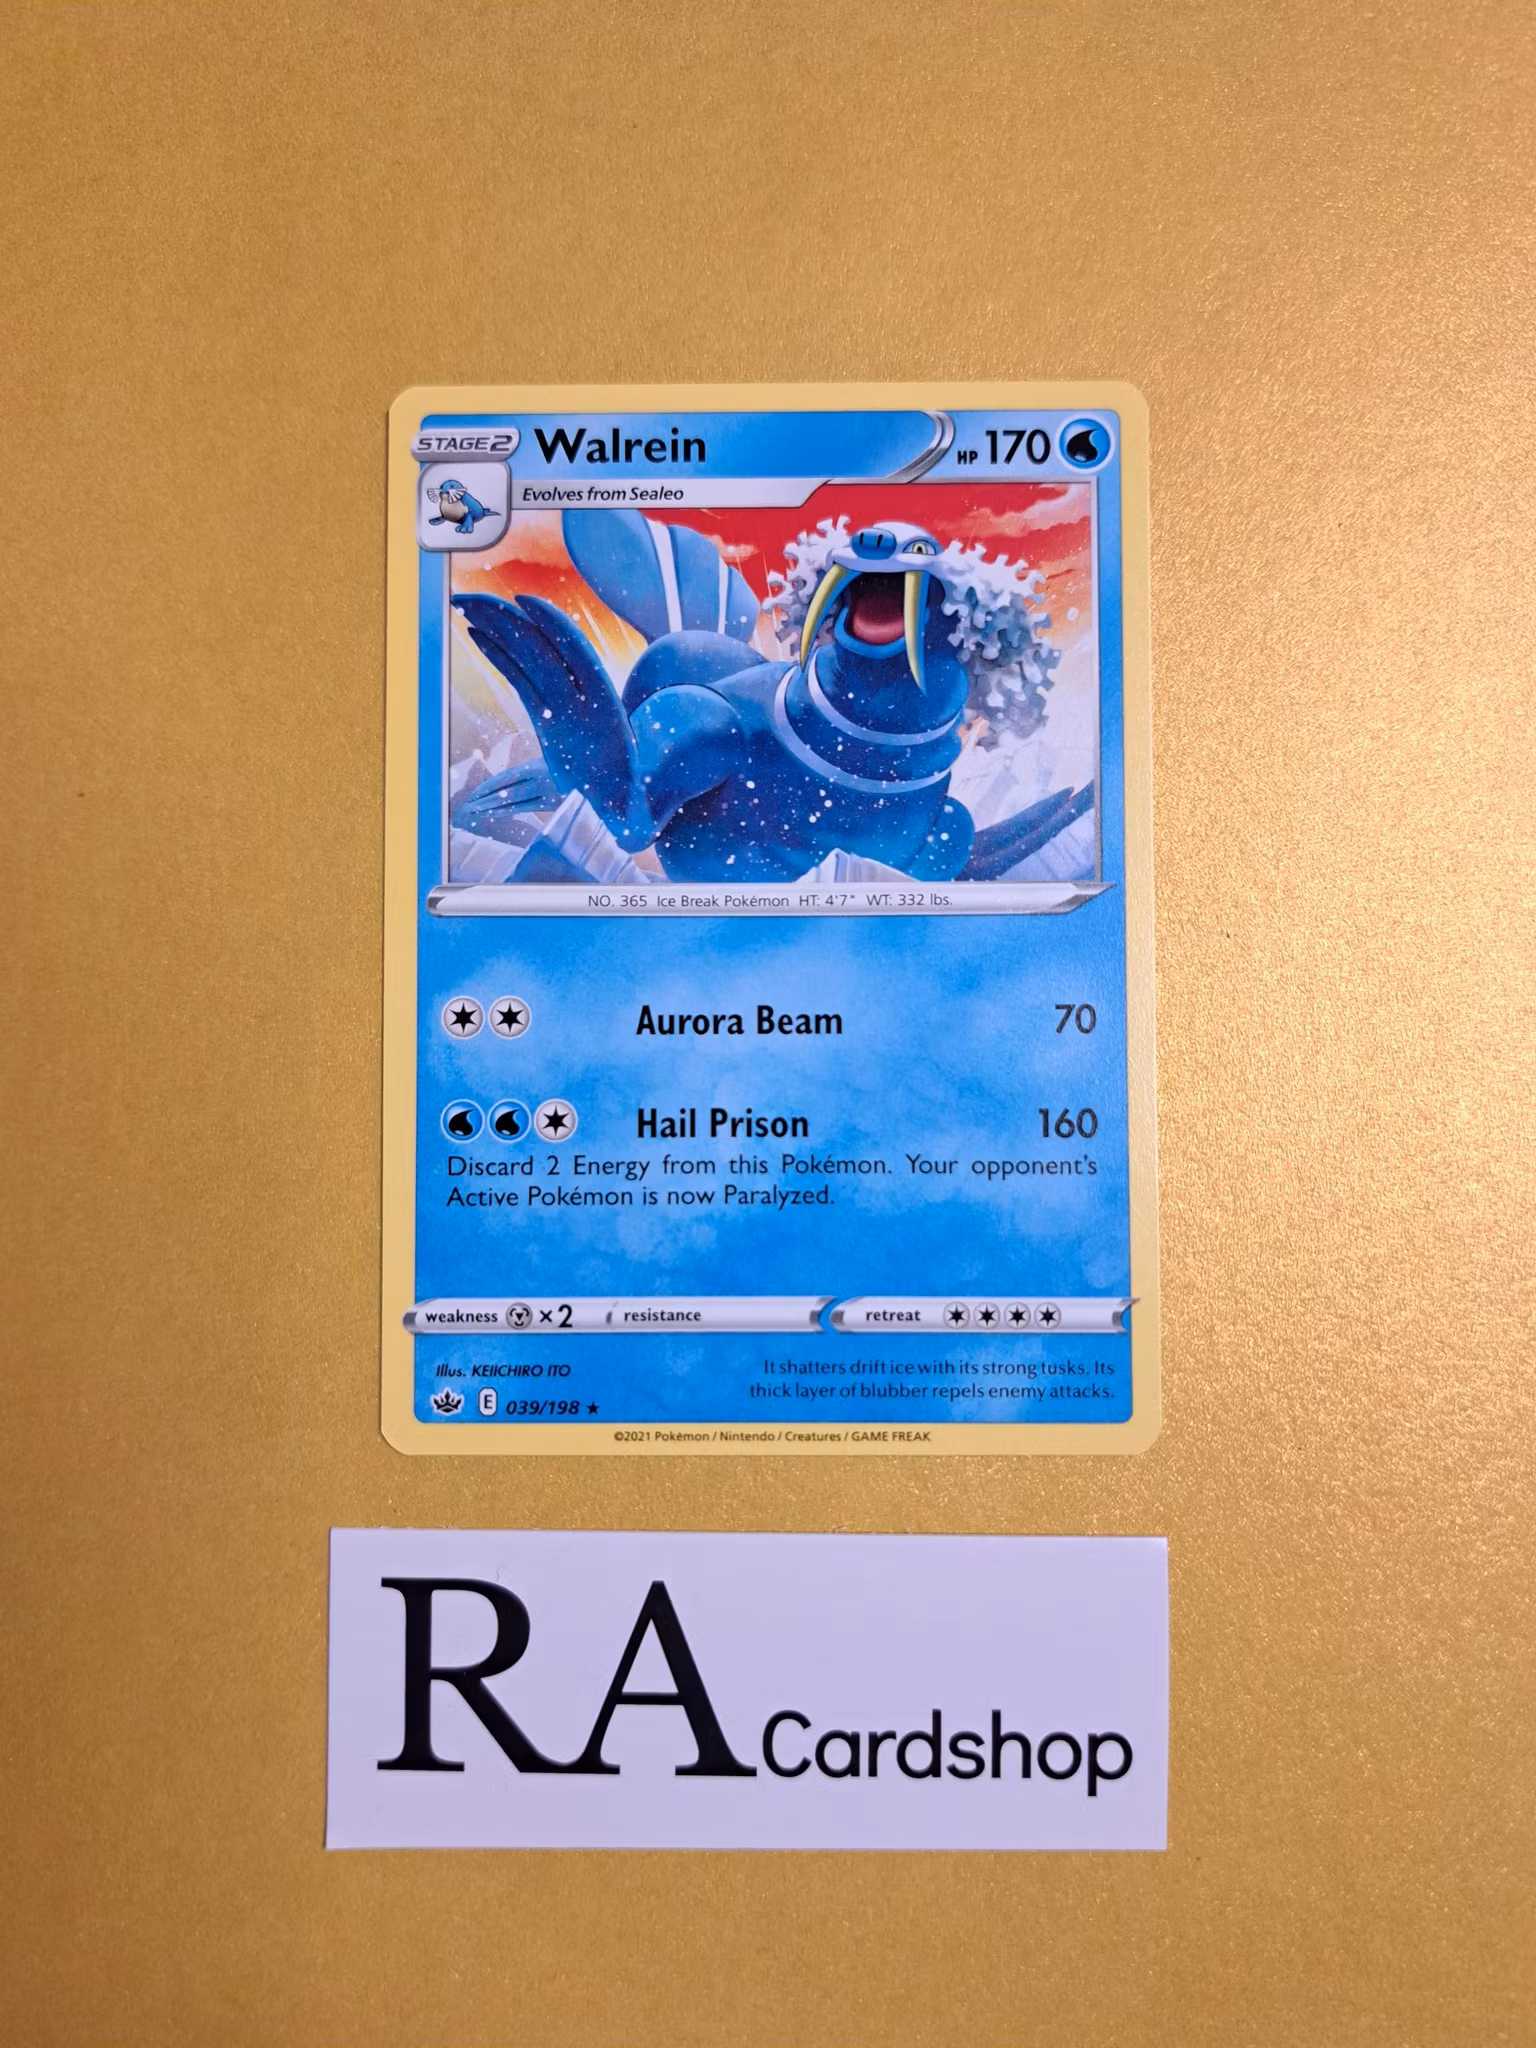 STAGE 2 Walrein HP 170
Evolves from Sealeo
NO. 365 Ice Break Pokémon HT: 4'7" WT: 332 lbs.
Aurora Beam 70
Hail Prison 160
Discard 2 Energy from this Pokémon. Your opponent's
Active Pokémon is now Paralyzed.
weakness ×2 resistance retreat
Illus. KEIICHIRO ITO
It shatters drift ice with its strong tusks. Its
thick layer of blubber repels enemy attacks.
E 039/198 ★
©2021 Pokémon / Nintendo / Creatures / GAME FREAK
RA Cardshop